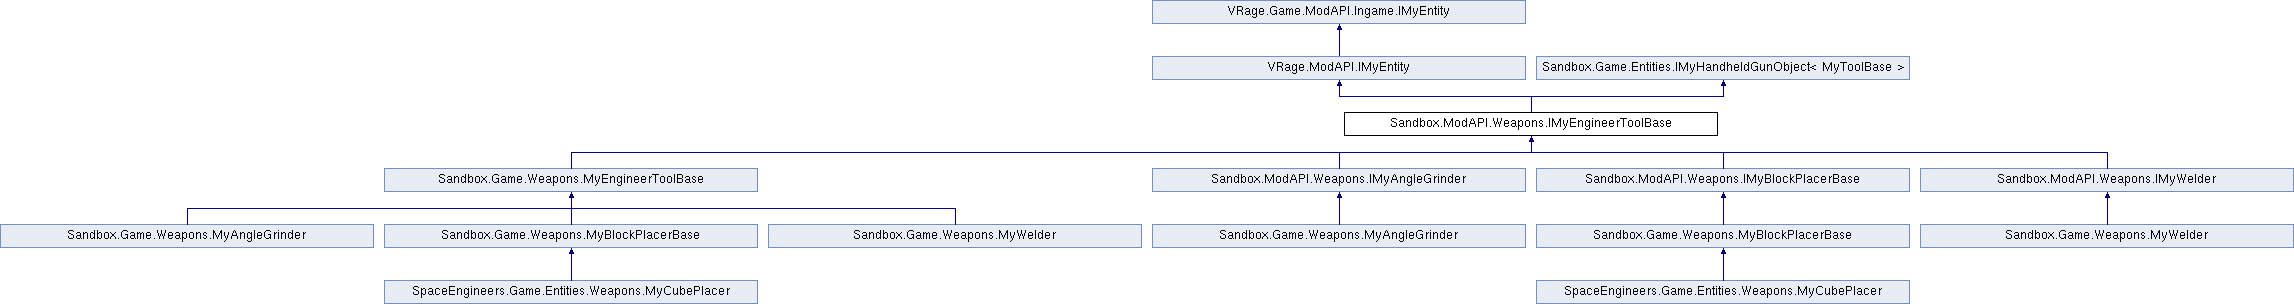 VRage.Game.ModAPI.Ingame.IMyEntity
VRage.ModAPI.IMyEntity
Sandbox.Game.Entities.IMyHandheldGunObject< MyToolBase >
Sandbox.ModAPI.Weapons.IMyEngineerToolBase
Sandbox.Game.Weapons.MyEngineerToolBase
Sandbox.ModAPI.Weapons.IMyAngleGrinder
Sandbox.ModAPI.Weapons.IMyBlockPlacerBase
Sandbox.ModAPI.Weapons.IMyWelder
Sandbox.Game.Weapons.MyAngleGrinder
Sandbox.Game.Weapons.MyBlockPlacerBase
Sandbox.Game.Weapons.MyWelder
Sandbox.Game.Weapons.MyAngleGrinder
Sandbox.Game.Weapons.MyBlockPlacerBase
Sandbox.Game.Weapons.MyWelder
SpaceEngineers.Game.Entities.Weapons.MyCubePlacer
SpaceEngineers.Game.Entities.Weapons.MyCubePlacer